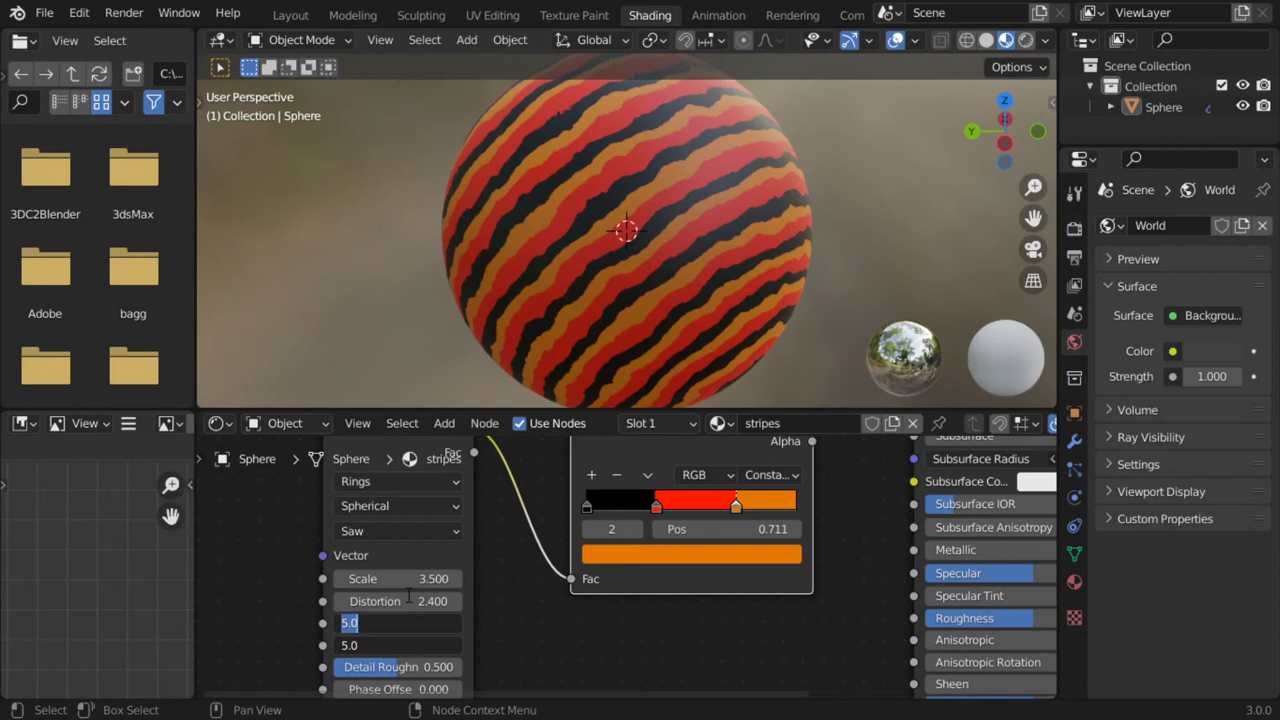 File Edit Render Window Help Layout Modeling Sculpting UV Editing Texture Paint Shading Animation Rendering Com Scene ViewLayer
View Select Object Mode View Select Add Object Global
C:\... Options
Scene Collection
Collection
Sphere
User Perspective
(1) Collection | Sphere
Z
Y
X
3DC2Blender 3dsMax
Adobe bagg
Scene World
World
Preview
Surface
Surface Backgrou...
Color
Strength 1.000
Volume
Ray Visibility
Settings
Viewport Display
Custom Properties
View Object View Select Add Node Use Nodes Slot 1 stripes
Sphere Sphere stripes
Fac
Rings
Spherical
Saw
Vector
Scale 3.500
Distortion 2.400
5.0
5.0
Detail Roughn 0.500
Phase Offse 0.000
Alpha
RGB Consta...
2 Pos 0.711
Fac
Subsurface
Subsurface Radius
Subsurface Co...
Subsurface IOR
Subsurface Anisotropy
Metallic
Specular
Specular Tint
Roughness
Anisotropic
Anisotropic Rotation
Sheen
Select Box Select Pan View Node Context Menu 3.0.0